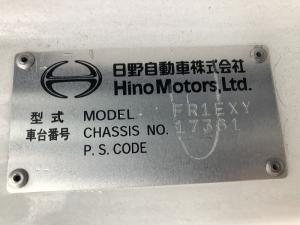 日野自動車株式会社
Hino Motors, Ltd.
型式 MODEL FR1EXY
車台番号 CHASSIS NO. 17361
P.S.CODE